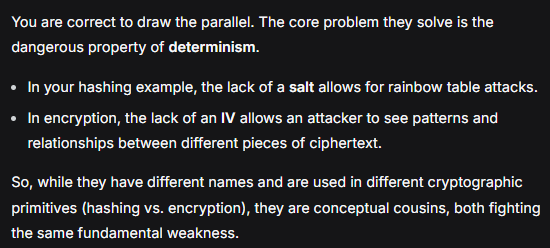 You are correct to draw the parallel. The core problem they solve is the
dangerous property of determinism.
• In your hashing example, the lack of a salt allows for rainbow table attacks.
• In encryption, the lack of an IV allows an attacker to see patterns and
relationships between different pieces of ciphertext.
So, while they have different names and are used in different cryptographic
primitives (hashing vs. encryption), they are conceptual cousins, both fighting
the same fundamental weakness.